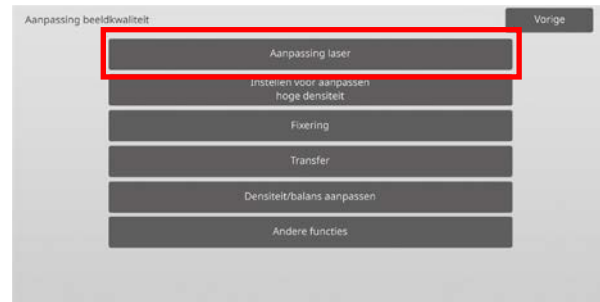 Aanpassing beeldkwaliteit
Vorige
Aanpassing laser
Instellen voor aanpassen
hoge densiteit
Fixering
Transfer
Densiteit/balans aanpassen
Andere functies